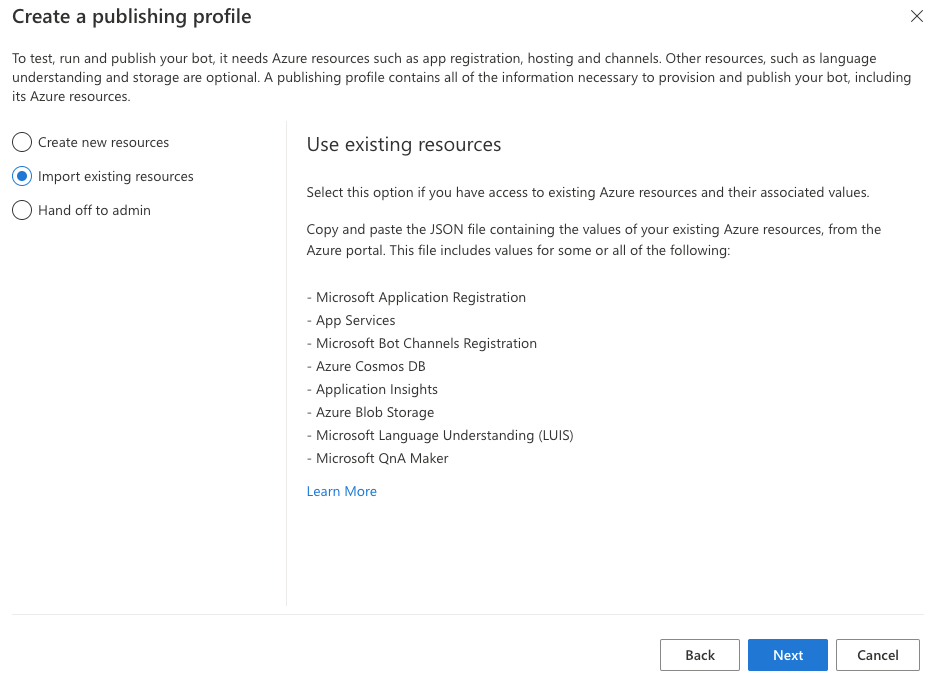 Create a publishing profile
To test, run and publish your bot, it needs Azure resources such as app registration, hosting and channels. Other resources, such as language
understanding and storage are optional. A publishing profile contains all of the information necessary to provision and publish your bot, including
its Azure resources.
Create new resources
Import existing resources
Hand off to admin
Use existing resources
Select this option if you have access to existing Azure resources and their associated values.
Copy and paste the JSON file containing the values of your existing Azure resources, from the
Azure portal. This file includes values for some or all of the following:
- Microsoft Application Registration
- App Services
- Microsoft Bot Channels Registration
- Azure Cosmos DB
- Application Insights
- Azure Blob Storage
- Microsoft Language Understanding (LUIS)
- Microsoft QnA Maker
Learn More
Back
Next
Cancel